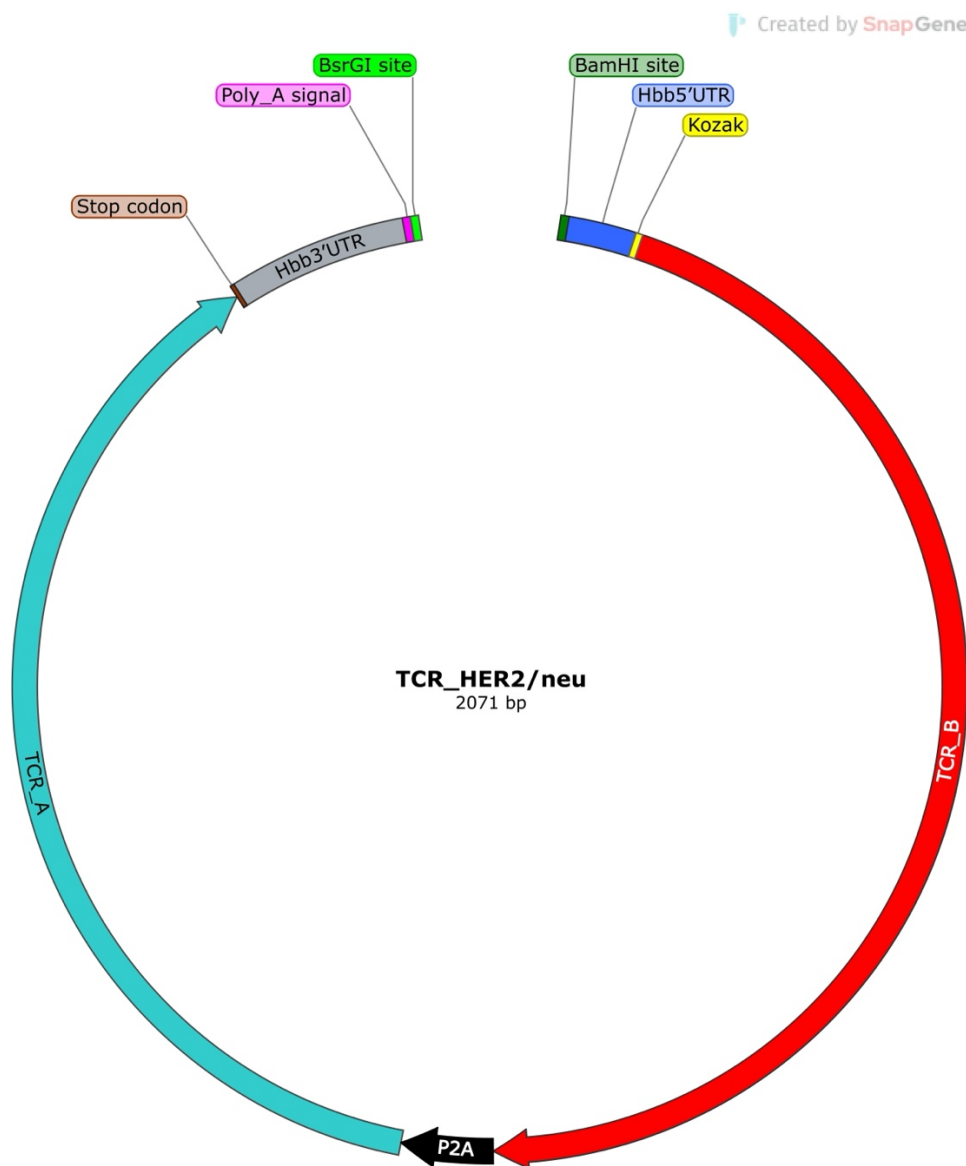 Created by SnapGene
BsrGI site
BamHI site
Poly_A signal
Hbb5'UTR
Kozak
Stop codon
Hbb3'UTR
TCR_HER2/neu
2071 bp
TCR_B
TCR_A
P2A